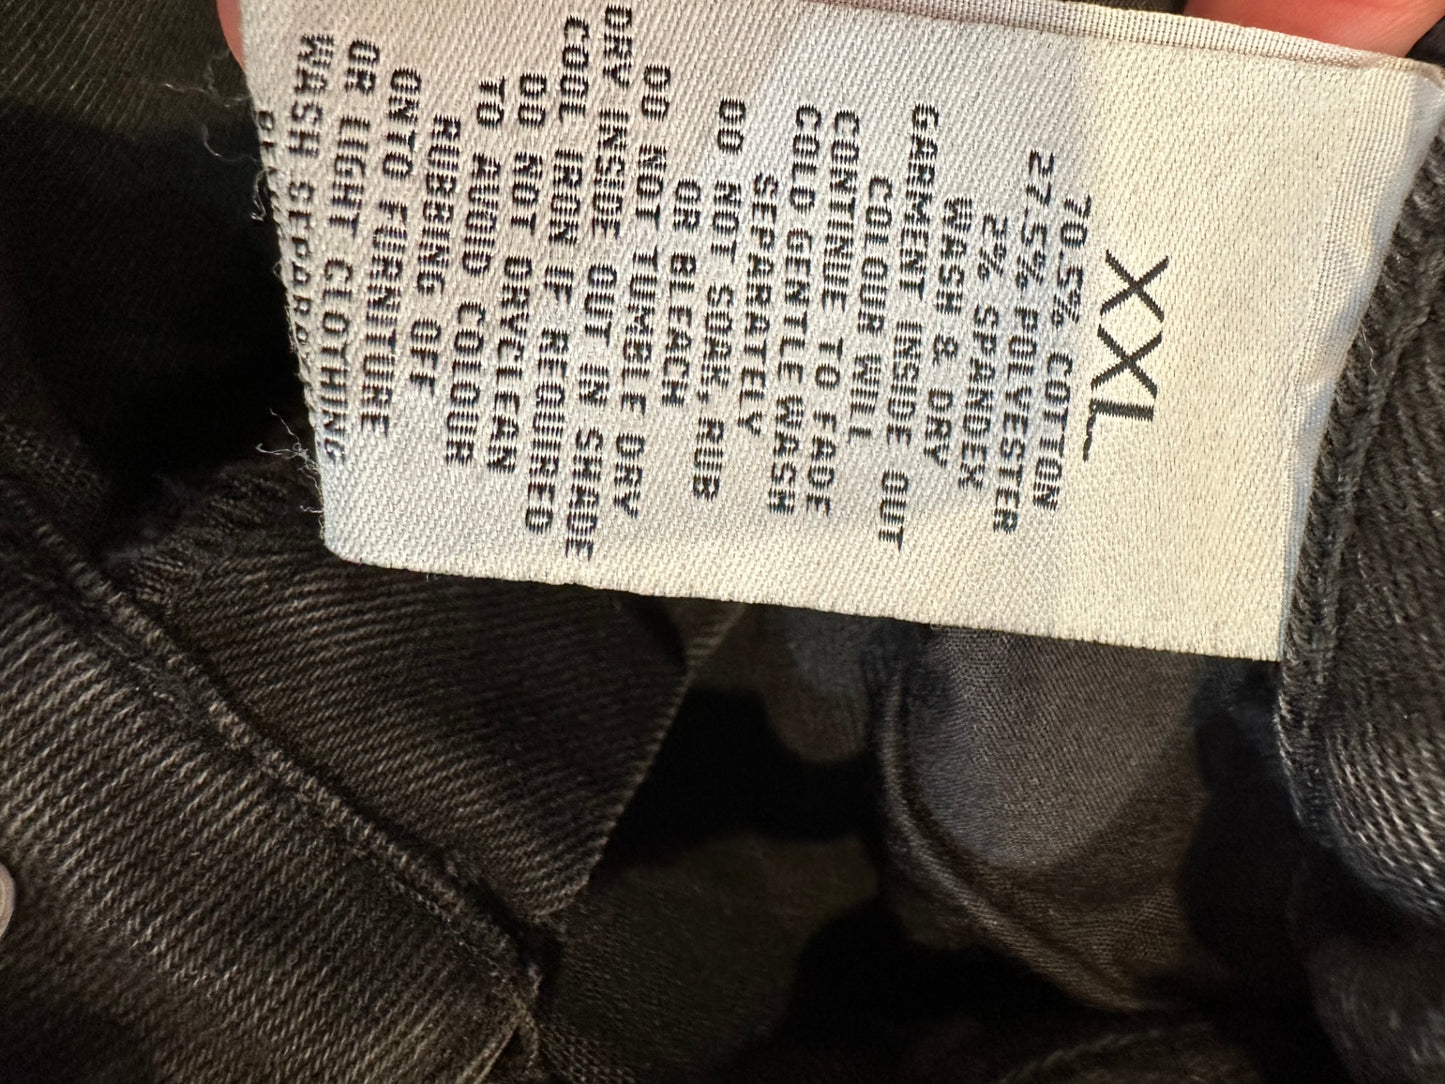 XXL
70.5% COTTON
27.5% POLYESTER
2% SPANDEX
WASH & DRY
GARMENT INSIDE OUT
COLOUR WILL
CONTINUE TO FADE
COLD GENTLE WASH
SEPARATELY
DO NOT SOAK, RUB
OR BLEACH
DO NOT TUMBLE DRY
DRY INSIDE OUT IN SHADE
COOL IRON IF REQUIRED
DO NOT DRYCLEAN
TO AVOID COLOUR
RUBBING OFF
ONTO FURNITURE
OR LIGHT CLOTHING
WASH